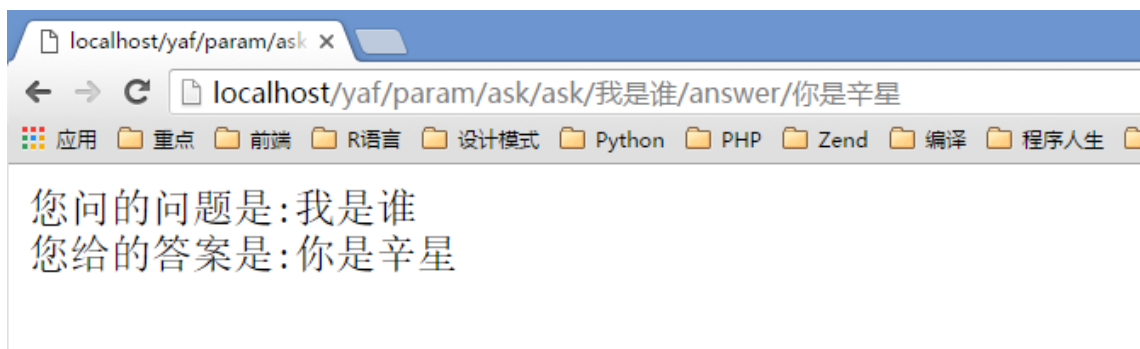 localhost/yaf/param/ask
localhost/yaf/param/ask/ask/我是谁/answer/你是辛星
应用 重点 前端 R语言 设计模式 Python PHP Zend 编译 程序人生
您问的问题是:我是谁
您给的答案是:你是辛星